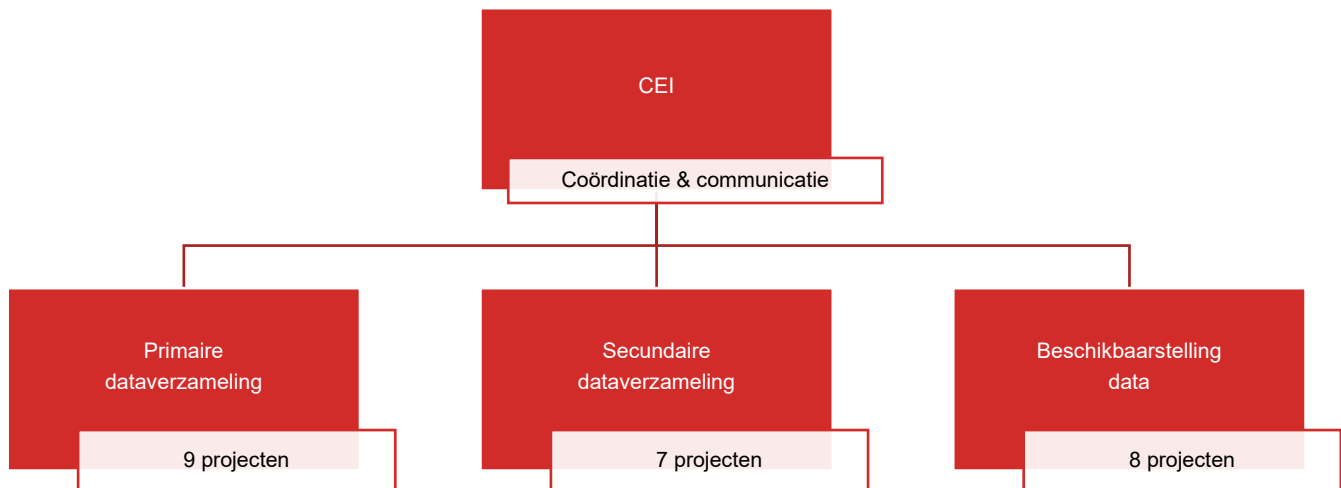 CEI
Coördinatie & communicatie
Primaire
dataverzameling
9 projecten
Secundaire
dataverzameling
7 projecten
Beschikbaarstelling
data
8 projecten